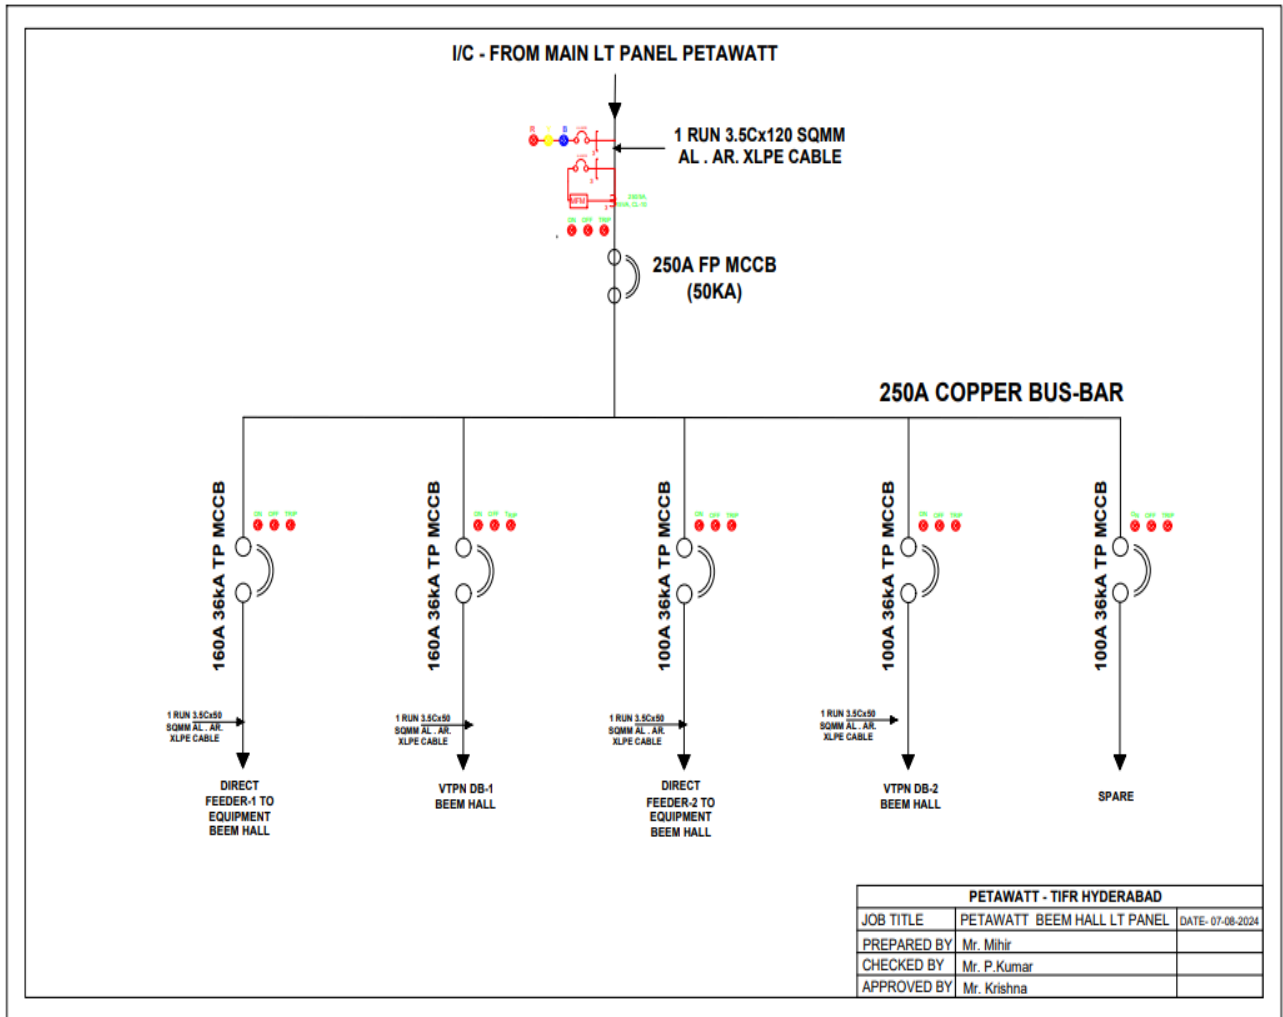 I/C - FROM MAIN LT PANEL PETAWATT
R Y B
1 RUN 3.5Cx120 SQMM
AL . AR. XLPE CABLE
3
3
3
ON OFF TRIP
250A FP MCCB
(50KA)
250A COPPER BUS-BAR
160A 36kA TP MCCB
ON OFF TRIP
160A 36kA TP MCCB
ON OFF TRIP
100A 36kA TP MCCB
ON OFF TRIP
100A 36kA TP MCCB
ON OFF TRIP
100A 36kA TP MCCB
ON OFF TRIP
1 RUN 3.5Cx50
SQMM AL . AR.
XLPE CABLE
1 RUN 3.5Cx50
SQMM AL . AR.
XLPE CABLE
1 RUN 3.5Cx50
SQMM AL . AR.
XLPE CABLE
1 RUN 3.5Cx50
SQMM AL . AR.
XLPE CABLE
DIRECT
FEEDER-1 TO
EQUIPMENT
BEEM HALL
VTPN DB-1
BEEM HALL
DIRECT
FEEDER-2 TO
EQUIPMENT
BEEM HALL
VTPN DB-2
BEEM HALL
SPARE
PETAWATT - TIFR HYDERABAD
JOB TITLE PETAWATT BEEM HALL LT PANEL DATE- 07-08-2024
PREPARED BY Mr. Mihir
CHECKED BY Mr. P.Kumar
APPROVED BY Mr. Krishna